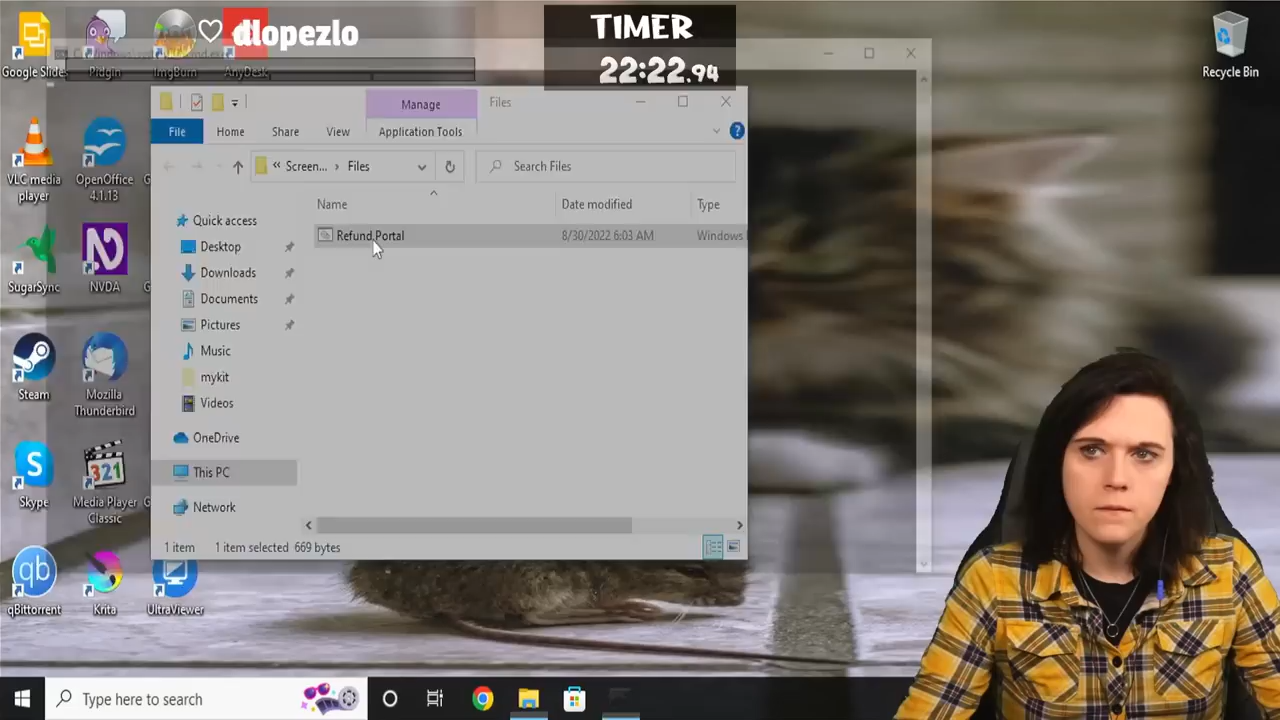 dlopezlo
TIMER
22:22.94
Google Slide
Pidgin
ImgBurn
AnyDesk
Recycle Bin
Manage
Files
File
Home
Share
View
Application Tools
« Screen... › Files
Search Files
VLC media
player
OpenOffice
4.1.13
Name
Date modified
Type
Refund Portal
8/30/2022 6:03 AM
Windows
Quick access
Desktop
Downloads
Documents
Pictures
Music
mykit
Videos
OneDrive
This PC
Network
SugarSync
NVDA
Steam
Mozilla
Thunderbird
Skype
321
Media Player
Classic
1 item
1 item selected 669 bytes
qb
qBittorrent
Krita
UltraViewer
Type here to search